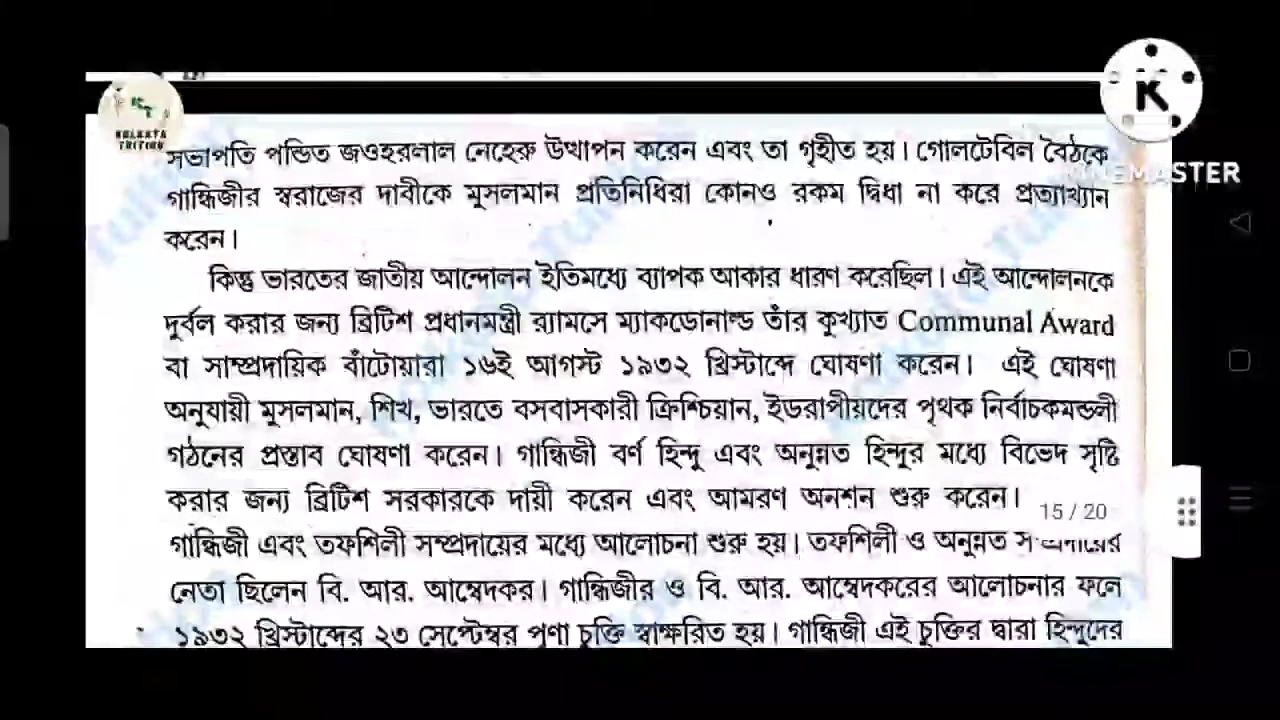 সভাপতি পন্ডিত জওহরলাল নেহেরু উত্থাপন করেন এবং তা গৃহীত হয়। গোলটেবিল বৈঠকে
গান্ধিজীর স্বরাজের দাবীকে মুসলমান প্রতিনিধিরা কোনও রকম দ্বিধা না করে প্রত্যাখ্যান
করেন।
কিন্তু ভারতের জাতীয় আন্দোলন ইতিমধ্যে ব্যাপক আকার ধারণ করেছিল। এই আন্দোলনকে
দুর্বল করার জন্য ব্রিটিশ প্রধানমন্ত্রী র‍্যামসে ম্যাকডোনাল্ড তাঁর কুখ্যাত Communal Award
বা সাম্প্রদায়িক বাঁটোয়ারা ১৬ই আগস্ট ১৯৩২ খ্রিস্টাব্দে ঘোষণা করেন। এই ঘোষণা
অনুযায়ী মুসলমান, শিখ, ভারতে বসবাসকারী ক্রিশ্চিয়ান, ইউরাপীয়দের পৃথক নির্বাচকমন্ডলী
গঠনের প্রস্তাব ঘোষণা করেন। গান্ধিজী বর্ণ হিন্দু এবং অনুন্নত হিন্দুর মধ্যে বিভেদ সৃষ্টি
করার জন্য ব্রিটিশ সরকারকে দায়ী করেন এবং আমরণ অনশন শুরু করেন।
15 / 20
গান্ধিজী এবং তফশিলী সম্প্রদায়ের মধ্যে আলোচনা শুরু হয়। তফশিলী ও অনুন্নত
নেতা ছিলেন বি. আর. আম্বেদকর। গান্ধিজীর ও বি. আর. আম্বেদকরের আলোচনার ফলে
১৯৩২ খ্রিস্টাব্দের ২৩ সেপ্টেম্বর পুণা চুক্তি স্বাক্ষরিত হয়। গান্ধিজী এই চুক্তির দ্বারা হিন্দুদের
K
NEMASTER
KOLKATA